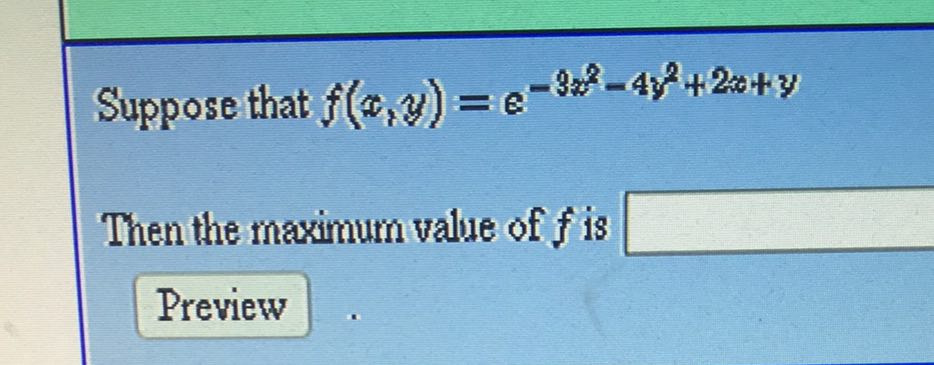 Suppose that f(x, y) = e^{-3x^2-4y^2+2x+y}
Then the maximum value of f is
Preview .